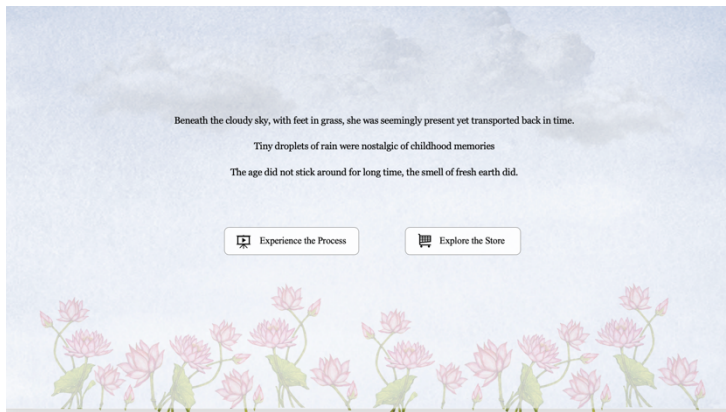 Beneath the cloudy sky, with feet in grass, she was seemingly present yet transported back in time.
Tiny droplets of rain were nostalgic of childhood memories
The age did not stick around for long time, the smell of fresh earth did.
Experience the Process
Explore the Store